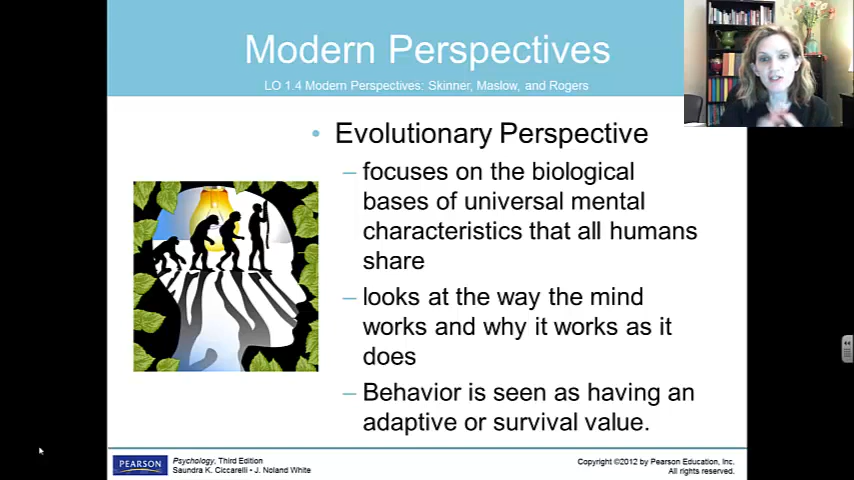 Modern Perspectives
LO 1.4 Modern Perspectives: Skinner, Maslow, and Rogers
• Evolutionary Perspective
– focuses on the biological
bases of universal mental
characteristics that all humans
share
– looks at the way the mind
works and why it works as it
does
– Behavior is seen as having an
adaptive or survival value.
PEARSON
Psychology, Third Edition
Saundra K. Ciccarelli • J. Noland White
Copyright ©2012 by Pearson Education, Inc.
All rights reserved.